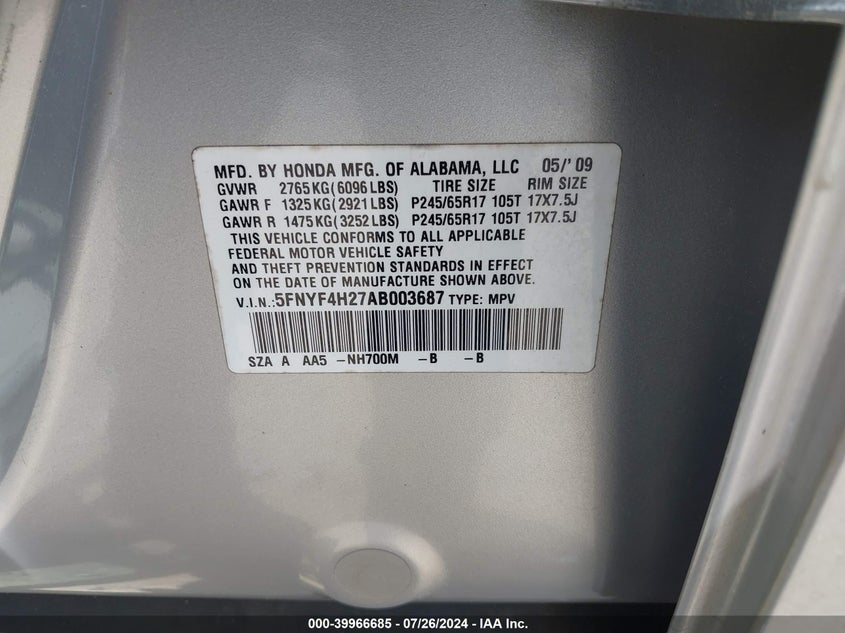 MFD. BY HONDA MFG. OF ALABAMA, LLC 05/'09
GVWR 2765KG(6096LBS) TIRE SIZE RIM SIZE
GAWR F 1325KG(2921LBS) P245/65R17 105T 17X7.5J
GAWR R 1475KG(3252LBS) P245/65R17 105T 17X7.5J
THIS VEHICLE CONFORMS TO ALL APPLICABLE
FEDERAL MOTOR VEHICLE SAFETY
AND THEFT PREVENTION STANDARDS IN EFFECT
ON THE DATE OF MANUFACTURE SHOWN ABOVE.
V.I.N.:5FNYF4H27AB003687 TYPE: MPV
SZA A AA5 -NH700M -B -B
000-39966685 - 07/26/2024 - IAA Inc.